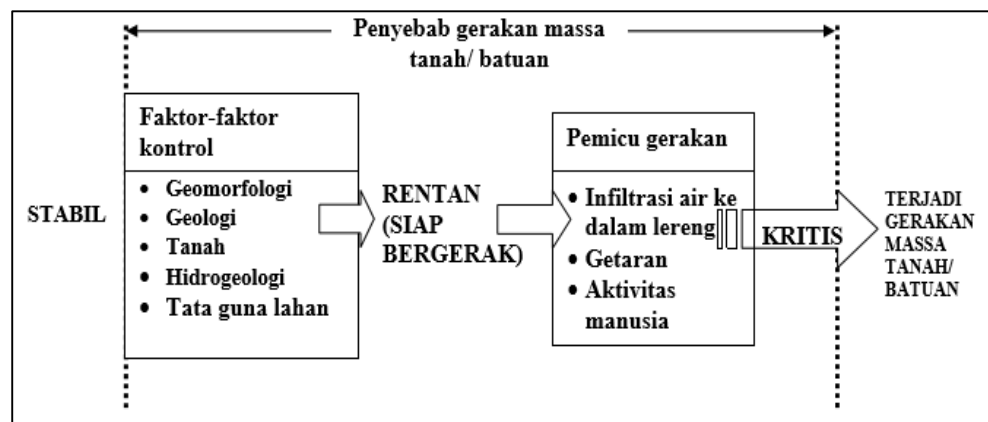 Penyebab gerakan massa
tanah/ batuan
STABIL
Faktor-faktor
kontrol
• Geomorfologi
• Geologi
• Tanah
• Hidrogeologi
• Tata guna lahan
RENTAN
(SIAP
BERGERAK)
Pemicu gerakan
• Infiltrasi air ke
dalam lereng
• Getaran
• Aktivitas
manusia
KRITIS
TERJADI
GERAKAN
MASSA
TANAH/
BATUAN